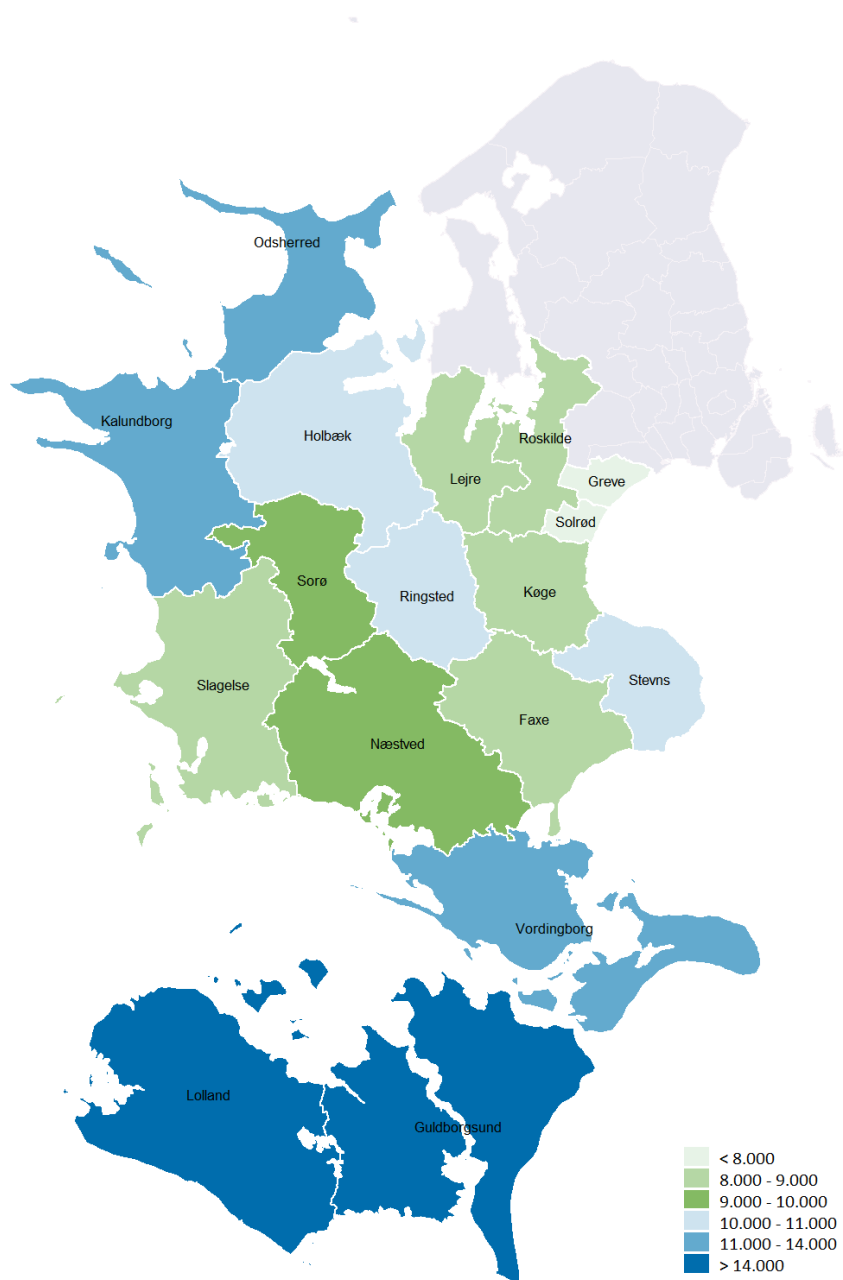 Odsherred
Kalundborg
Holbæk
Roskilde
Lejre
Greve
Solrød
Sorø
Ringsted
Køge
Slagelse
Stevns
Faxe
Næstved
Vordingborg
Lolland
Guldborgsund
< 8.000
8.000 - 9.000
9.000 - 10.000
10.000 - 11.000
11.000 - 14.000
> 14.000